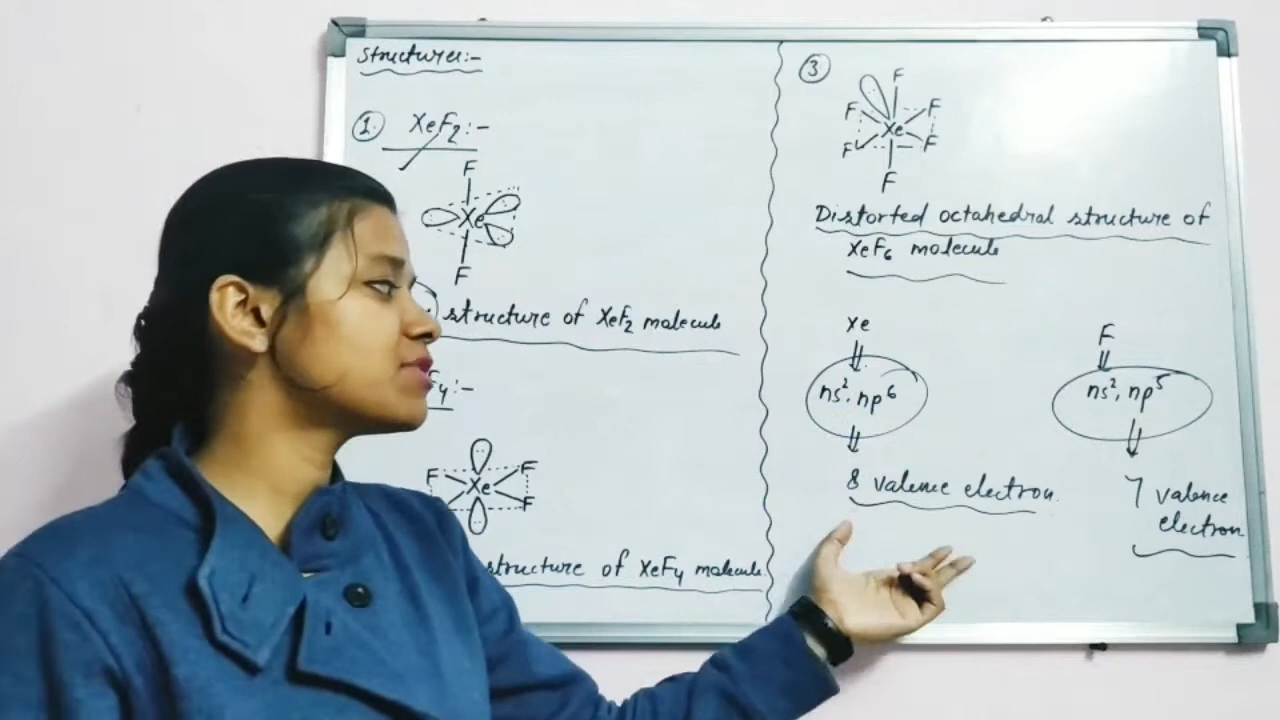 Structures:-
① XeF₂:-
F
Xe
F
structure of XeF₂ molecule
F₄:-
F F
Xe
F
structure of XeF₄ molecule
③
F
F F
Xe
F F
F
Distorted octahedral structure of
XeF₆ molecule
Xe F
ns², np⁶ ns², np⁵
8 valence electron 7 valence
electron